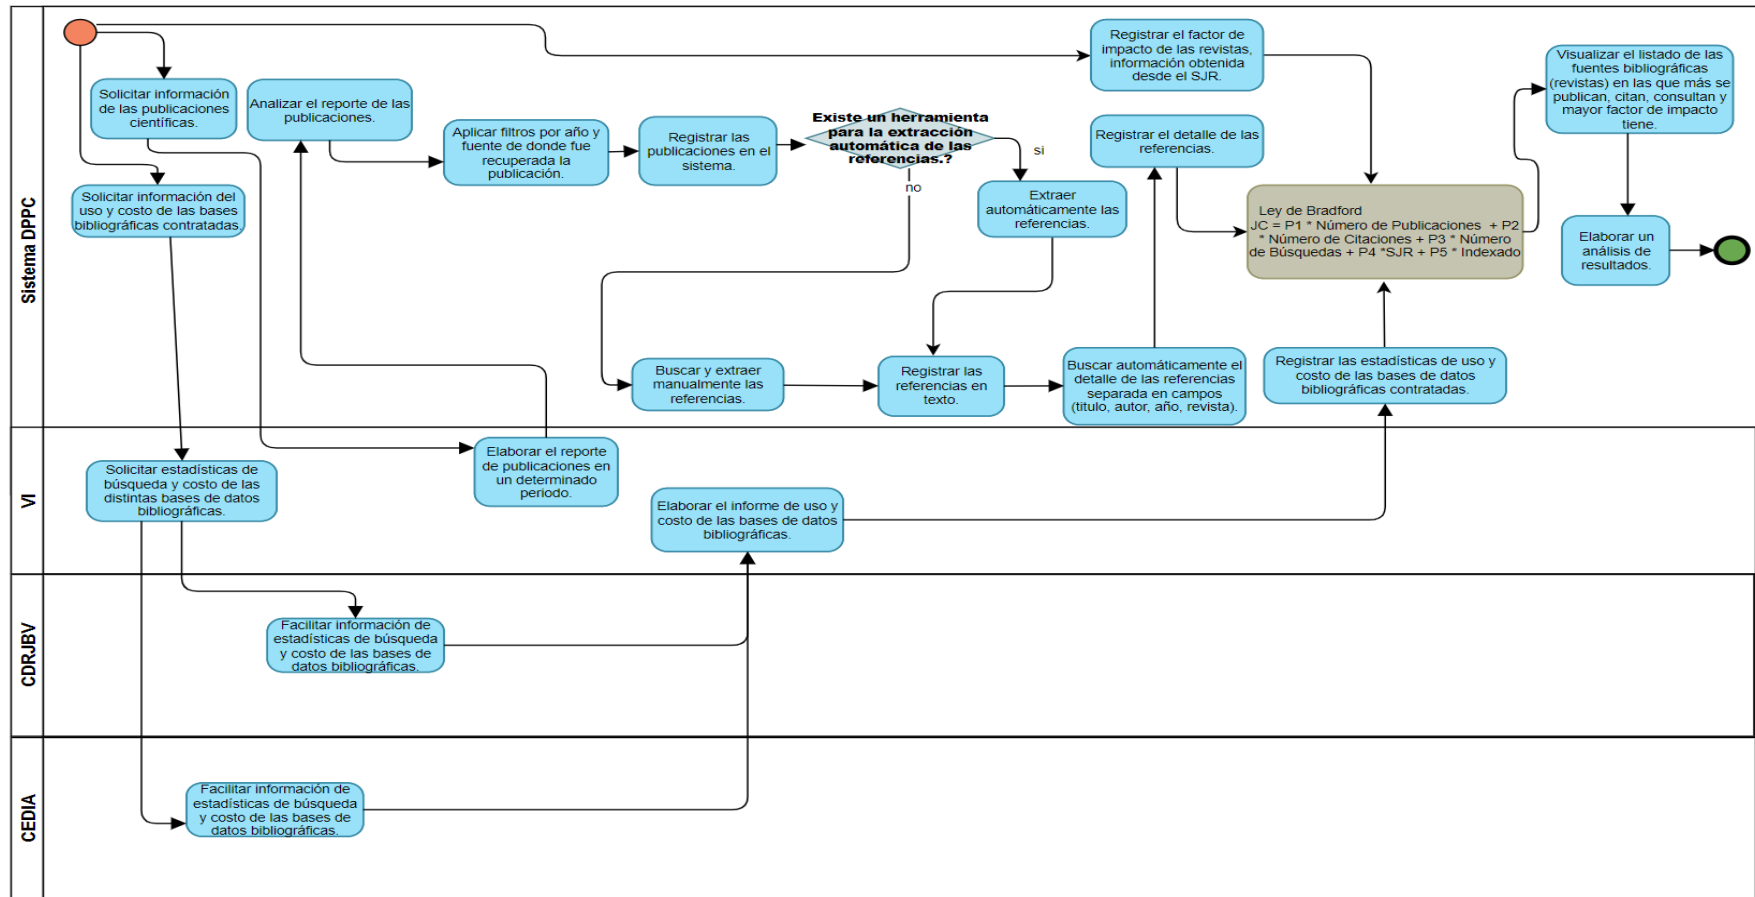 Sistema DPPC
Solicitar información
de las publicaciones
científicas.
Analizar el reporte de las
publicaciones.
Aplicar filtros por año y
fuente de donde fue
recuperada la
publicación.
Registrar las
publicaciones en el
sistema.
Existe un herramienta
para la extracción
automática de las
referencias.?
si
no
Registrar el factor de
impacto de las revistas,
información obtenida
desde el SJR.
Registrar el detalle de las
referencias.
Extraer
automáticamente las
referencias.
Solicitar información del
uso y costo de las bases
bibliográficas contratadas.
Ley de Bradford
JC = P1 * Número de Publicaciones + P2
* Número de Citaciones + P3 * Número
de Búsquedas + P4 *SJR + P5 * Indexado
Visualizar el listado de las
fuentes bibliográficas
(revistas) en las que más se
publican, citan, consultan y
mayor factor de impacto
tiene.
Elaborar un
análisis de
resultados.
Buscar y extraer
manualmente las
referencias.
Registrar las
referencias en
texto.
Buscar automáticamente el
detalle de las referencias
separada en campos
(titulo, autor, año, revista).
Registrar las estadísticas de uso y
costo de las bases de datos
bibliográficas contratadas.
VI
Solicitar estadísticas de
búsqueda y costo de las
distintas bases de datos
bibliográficas.
Elaborar el reporte
de publicaciones en
un determinado
periodo.
Elaborar el informe de uso y
costo de las bases de datos
bibliográficas.
CDRJBV
Facilitar información de
estadísticas de búsqueda
y costo de las bases de
datos bibliográficas.
CEDIA
Facilitar información de
estadísticas de búsqueda
y costo de las bases de
datos bibliográficas.